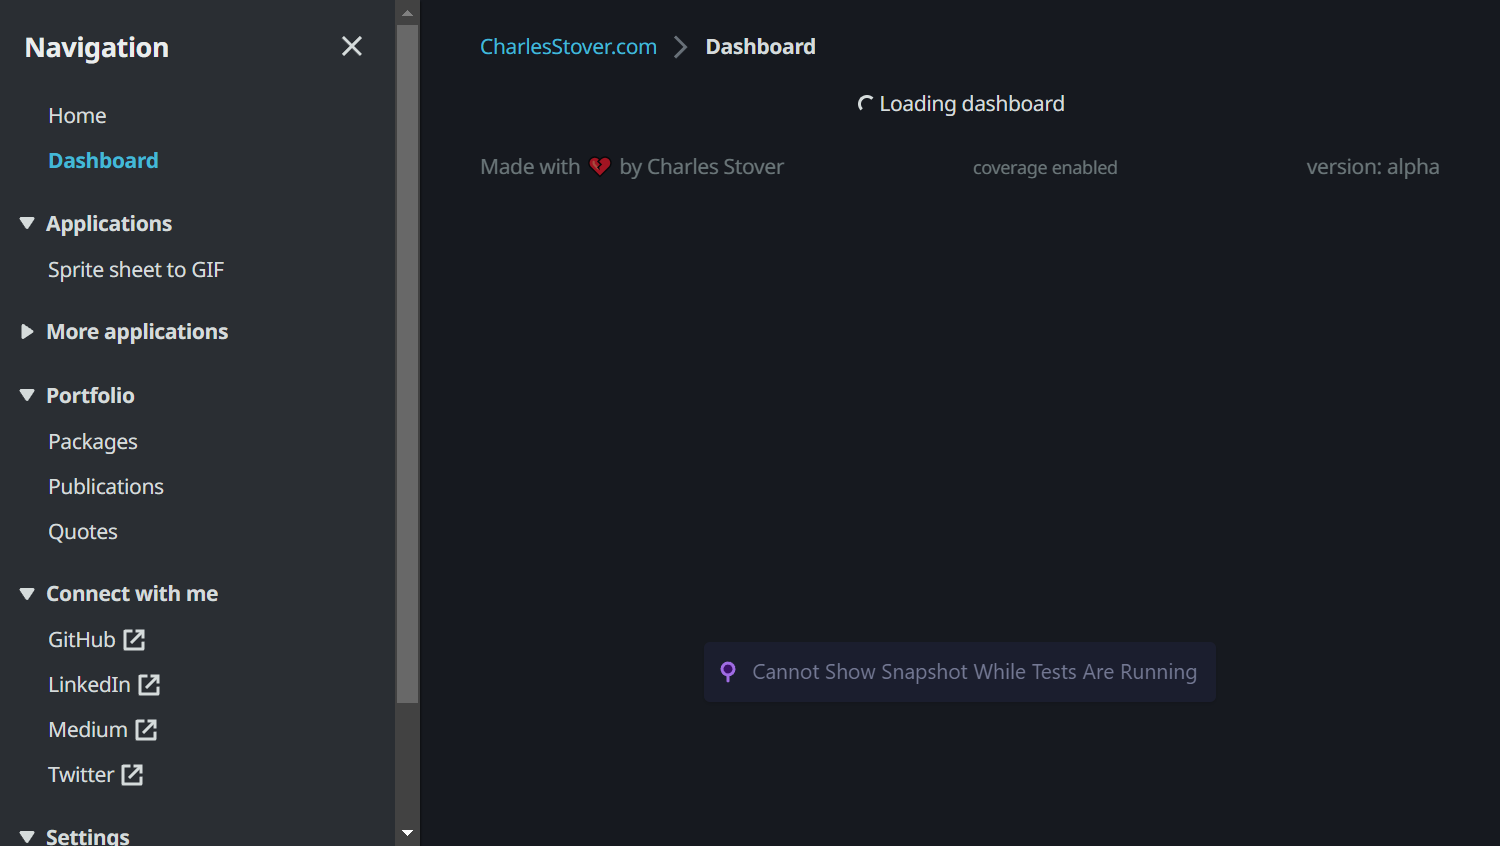 Navigation
Home
Dashboard
Applications
Sprite sheet to GIF
More applications
Portfolio
Packages
Publications
Quotes
Connect with me
GitHub
LinkedIn
Medium
Twitter
Settings
CharlesStover.com > Dashboard
Loading dashboard
Made with 💔 by Charles Stover coverage enabled version: alpha
Cannot Show Snapshot While Tests Are Running